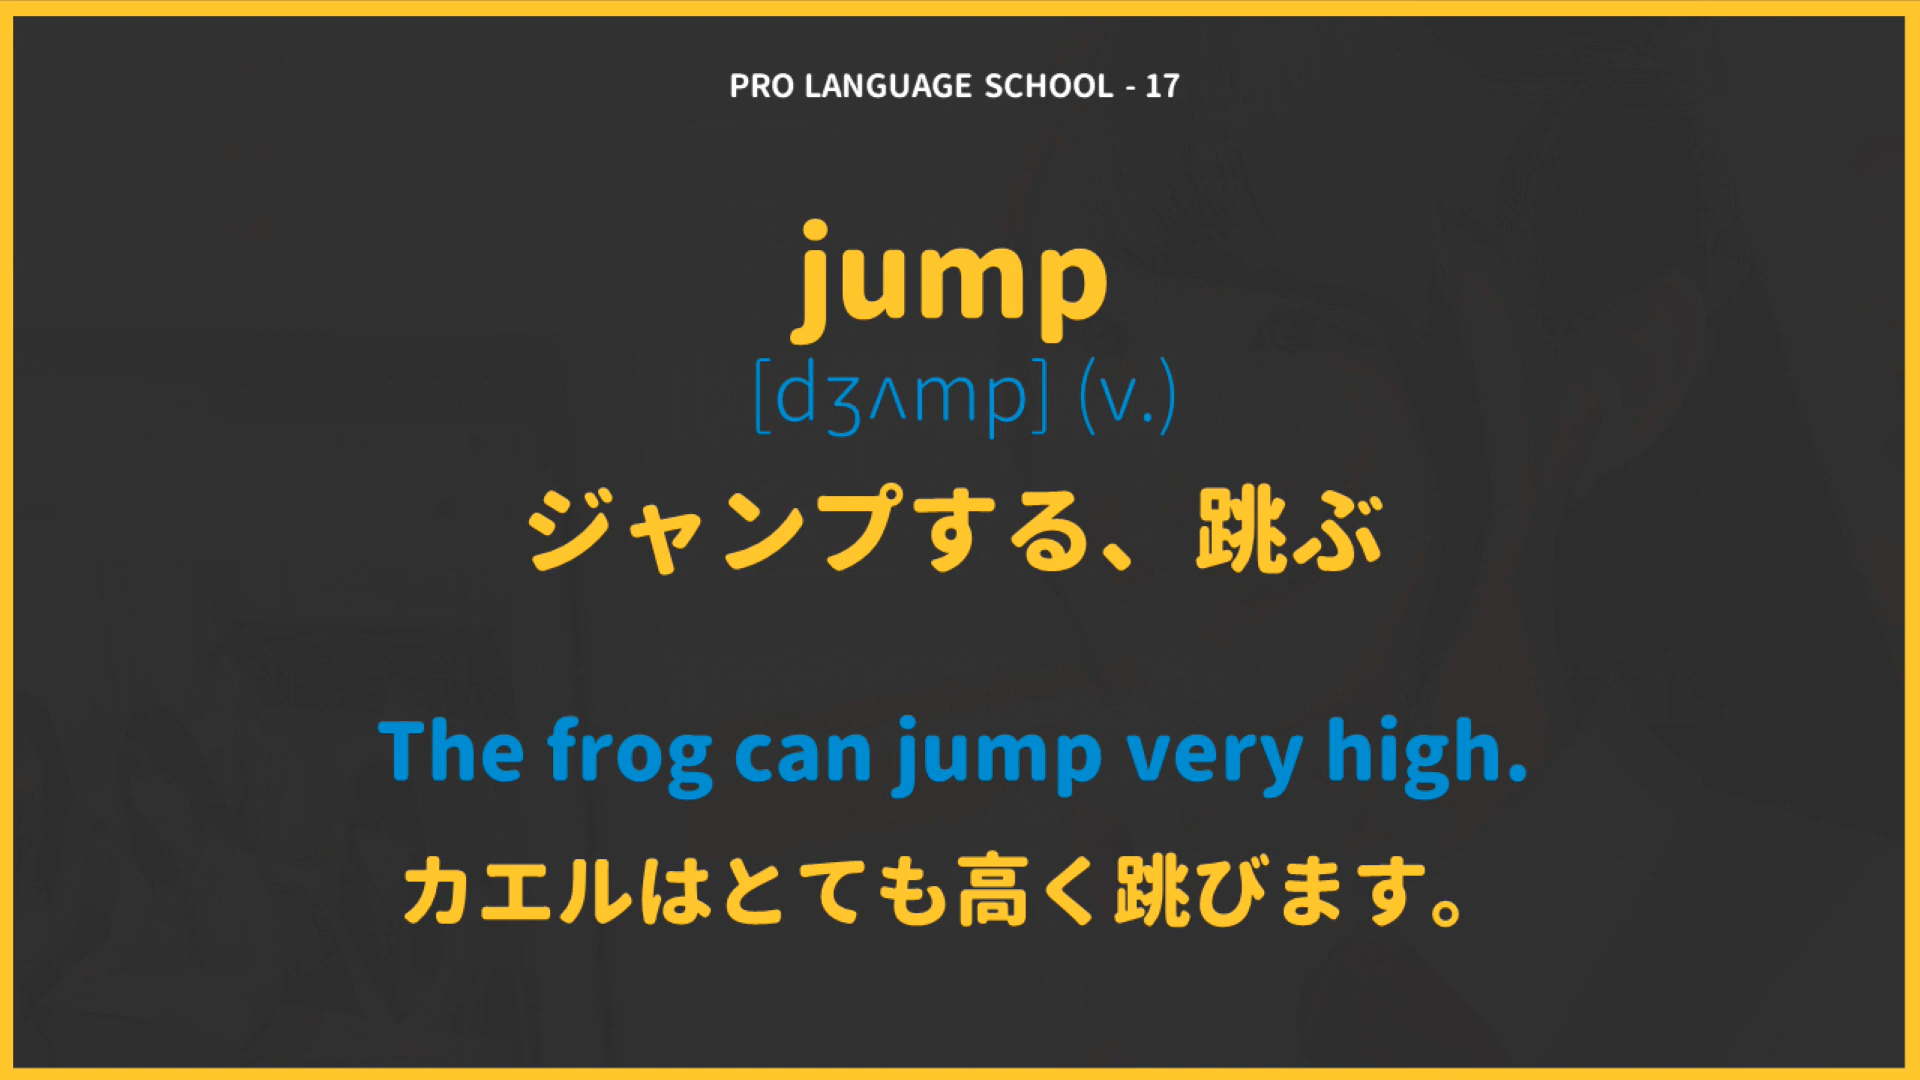 PRO LANGUAGE SCHOOL - 17
jump
[dʒʌmp] (v.)
ジャンプする、跳ぶ
The frog can jump very high.
カエルはとても高く跳びます。